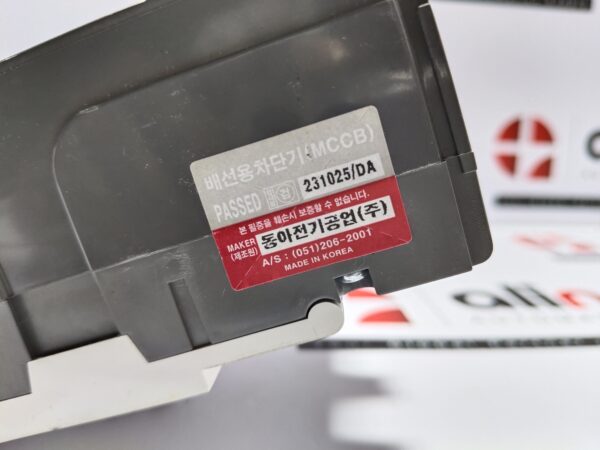 배선용차단기(MCCB)
PASSED 검 231025/DA
본 필증을 훼손시 보증할 수 없습니다.
MAKER (제조원) 동아전기공업(주)
A/S : (051)206-2001
MADE IN KOREA